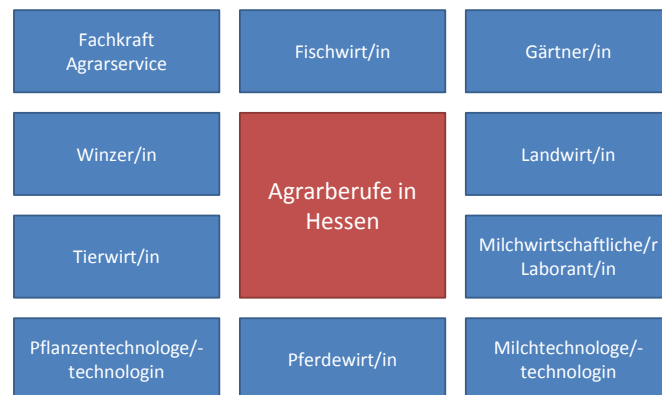 Fachkraft
Agrarservice
Fischwirt/in
Gärtner/in
Winzer/in
Agrarberufe in
Hessen
Landwirt/in
Tierwirt/in
Milchwirtschaftliche/r
Laborant/in
Pflanzentechnologe/-
technologin
Pferdewirt/in
Milchtechnologe/-
technologin